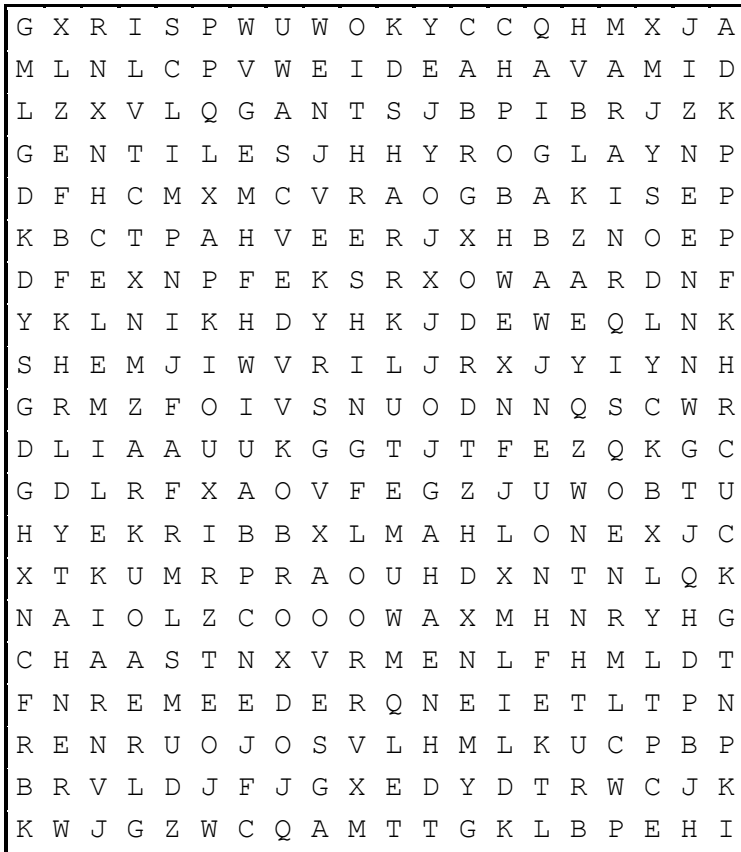 G X R I S P W U W O K Y C C Q H M X J A
M L N L C P V W E I D E A H A V A M I D
L Z X V L Q G A N T S J B P I B R J Z K
G E N T I L E S J H H Y R O G L A Y N P
D F H C M X M C V R A O G B A K I S E P
K B C T P A H V E E R J X H B Z N O E P
D F E X N P F E K S R X O W A A R D N F
Y K L N I K H D Y H K J D E W E Q L N K
S H E M J I W V R I L J R X J Y I Y N H
G R M Z F O I V S N U O D N N Q S C W R
D L I A A U U K G G T J T F E Z Q K G C
G D L R F X A O V F E G Z J U W O B T U
H Y E K R I B B X L M A H L O N E X J C
X T K U M R P R A O U H D X N T N L Q K
N A I O L Z C O O O W A X M H N R Y H G
C H A A S T N X V R M E N L F H M L D T
F N R E M E E D E R Q N E I E T L T P N
R E N R U O J O S V L H M L K U C P B P
B R V L D J F J G X E D Y D T R W C J K
K W J G Z W C Q A M T T G K L B P E H I